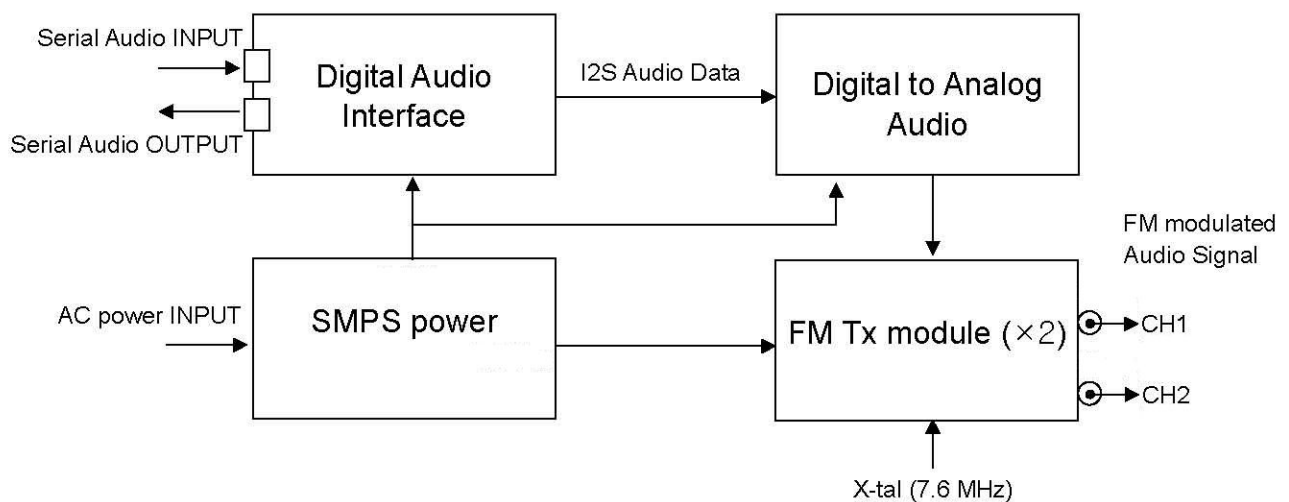 Serial Audio INPUT
Serial Audio OUTPUT
Digital Audio
Interface
I2S Audio Data
Digital to Analog
Audio
FM modulated
Audio Signal
AC power INPUT
SMPS power
FM Tx module (×2)
CH1
CH2
X-tal (7.6 MHz)